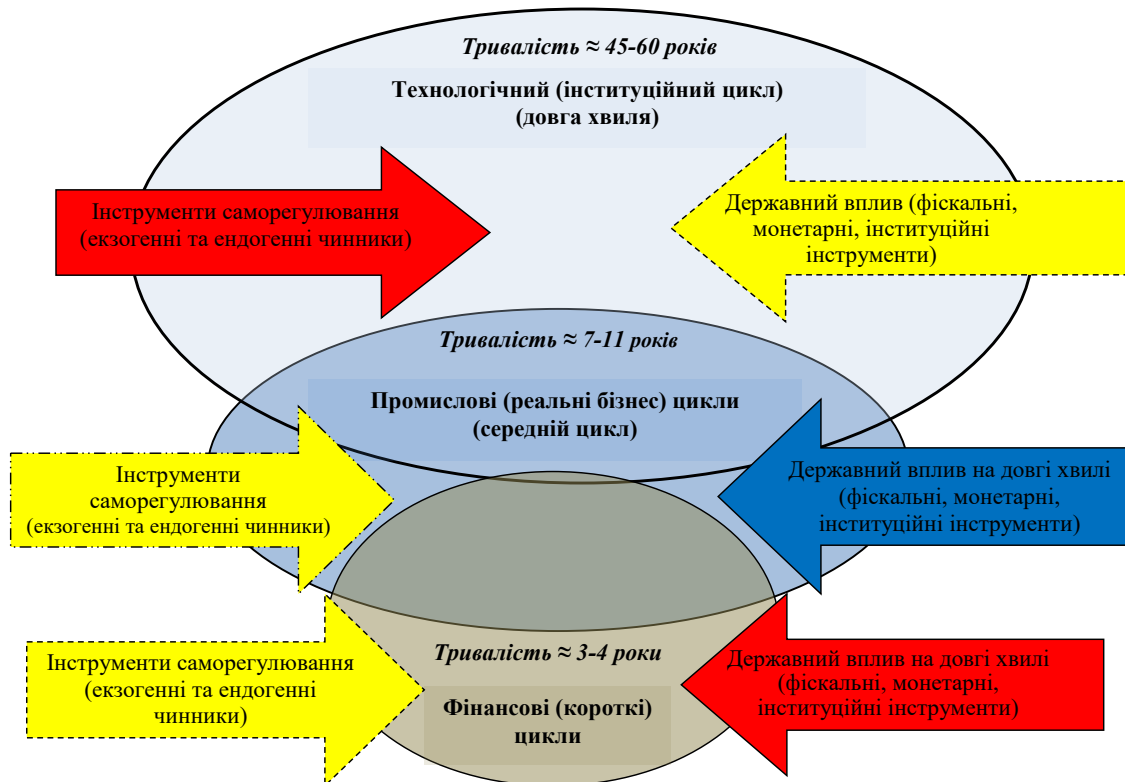 Тривалість ≈ 45-60 років
Технологічний (інституційний цикл)
(довга хвиля)
Інструменти саморегулювання
(екзогенні та ендогенні чинники)
Державний вплив (фіскальні,
монетарні, інституційні
інструменти)
Тривалість ≈ 7-11 років
Промислові (реальні бізнес) цикли
(середній цикл)
Інструменти
саморегулювання
(екзогенні та ендогенні чинники)
Державний вплив на довгі хвилі
(фіскальні, монетарні,
інституційні інструменти)
Тривалість ≈ 3-4 роки
Фінансові (короткі)
цикли
Інструменти саморегулювання
(екзогенні та ендогенні
чинники)
Державний вплив на довгі хвилі
(фіскальні, монетарні,
інституційні інструменти)